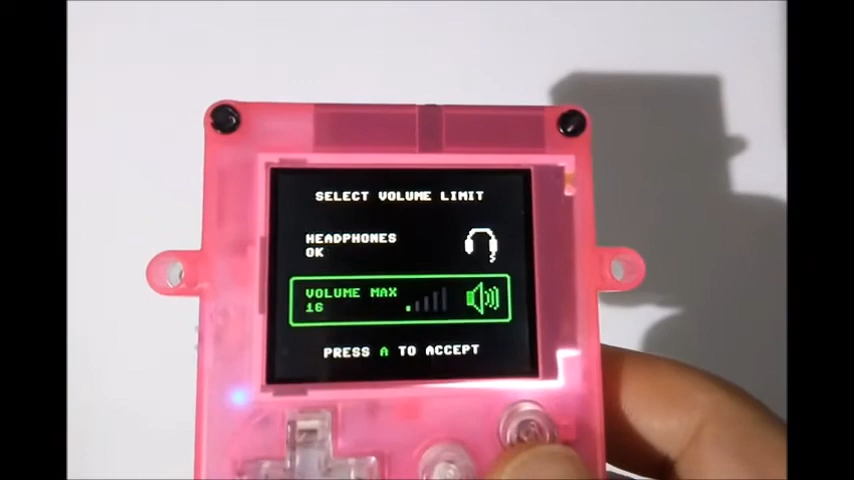 SELECT VOLUME LIMIT
HEADPHONES
OK
VOLUME MAX
16
PRESS A TO ACCEPT